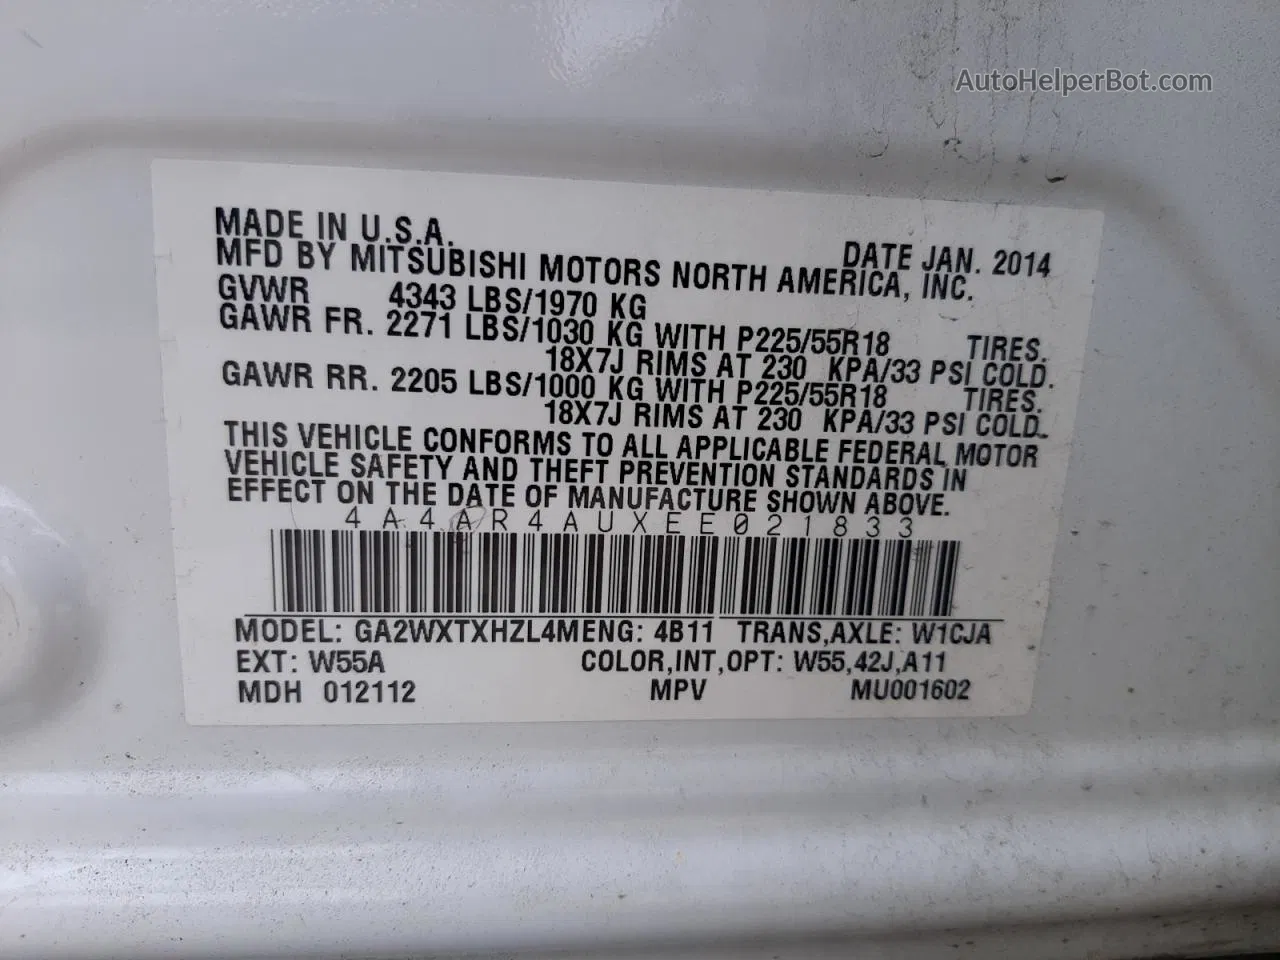 AutoHelperBot.com
MADE IN U.S.A. DATE JAN. 2014
MFD BY MITSUBISHI MOTORS NORTH AMERICA, INC.
GVWR 4343 LBS/1970 KG
GAWR FR. 2271 LBS/1030 KG WITH P225/55R18 TIRES.
18X7J RIMS AT 230 KPA/33 PSI COLD.
GAWR RR. 2205 LBS/1000 KG WITH P225/55R18 TIRES.
18X7J RIMS AT 230 KPA/33 PSI COLD.
THIS VEHICLE CONFORMS TO ALL APPLICABLE FEDERAL MOTOR
VEHICLE SAFETY AND THEFT PREVENTION STANDARDS IN
EFFECT ON THE DATE OF MANUFACTURE SHOWN ABOVE.
4A4AR4AUXEE021833
MODEL: GA2WXTXHZL4MENG: 4B11 TRANS,AXLE: W1CJA
EXT: W55A COLOR,INT,OPT: W55,42J,A11
MDH 012112 MPV MU001602